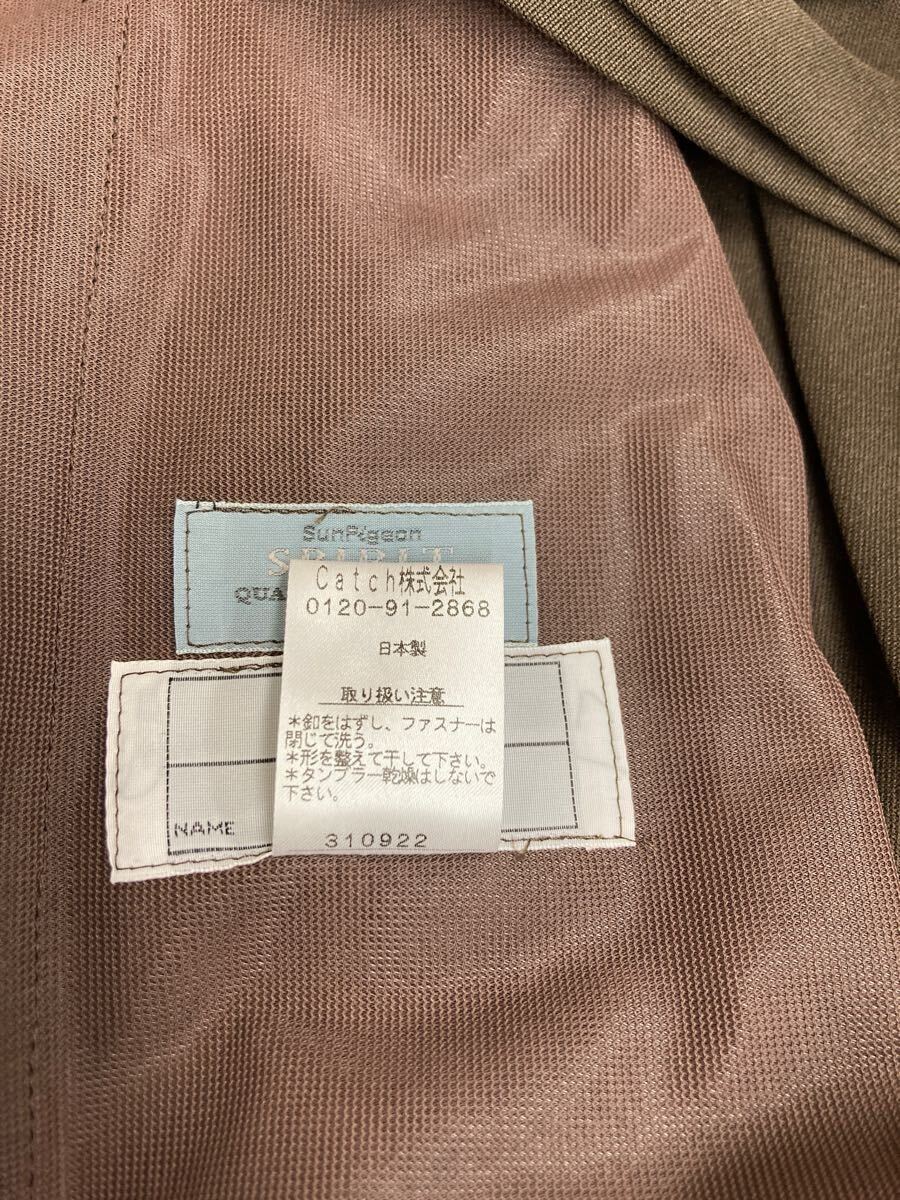 SunPigeon
SPIRIT
Catch株式会社
0120-91-2868
日本製
取り扱い注意
*釦をはずし、ファスナーは
閉じて洗う。
*形を整えて干して下さい。
*タンブラー乾燥はしないで
下さい。
310922
NAME